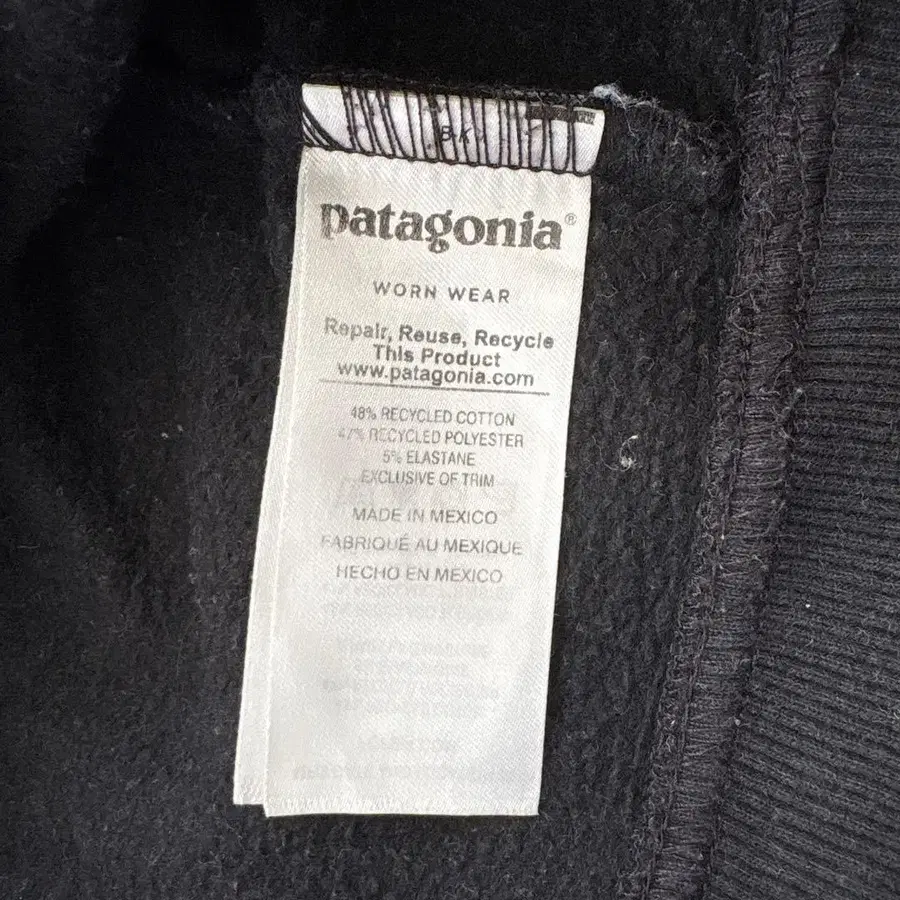 patagonia®
WORN WEAR
Repair, Reuse, Recycle
This Product
www.patagonia.com
48% RECYCLED COTTON
47% RECYCLED POLYESTER
5% ELASTANE
EXCLUSIVE OF TRIM
MADE IN MEXICO
FABRIQUÉ AU MEXIQUE
HECHO EN MEXICO